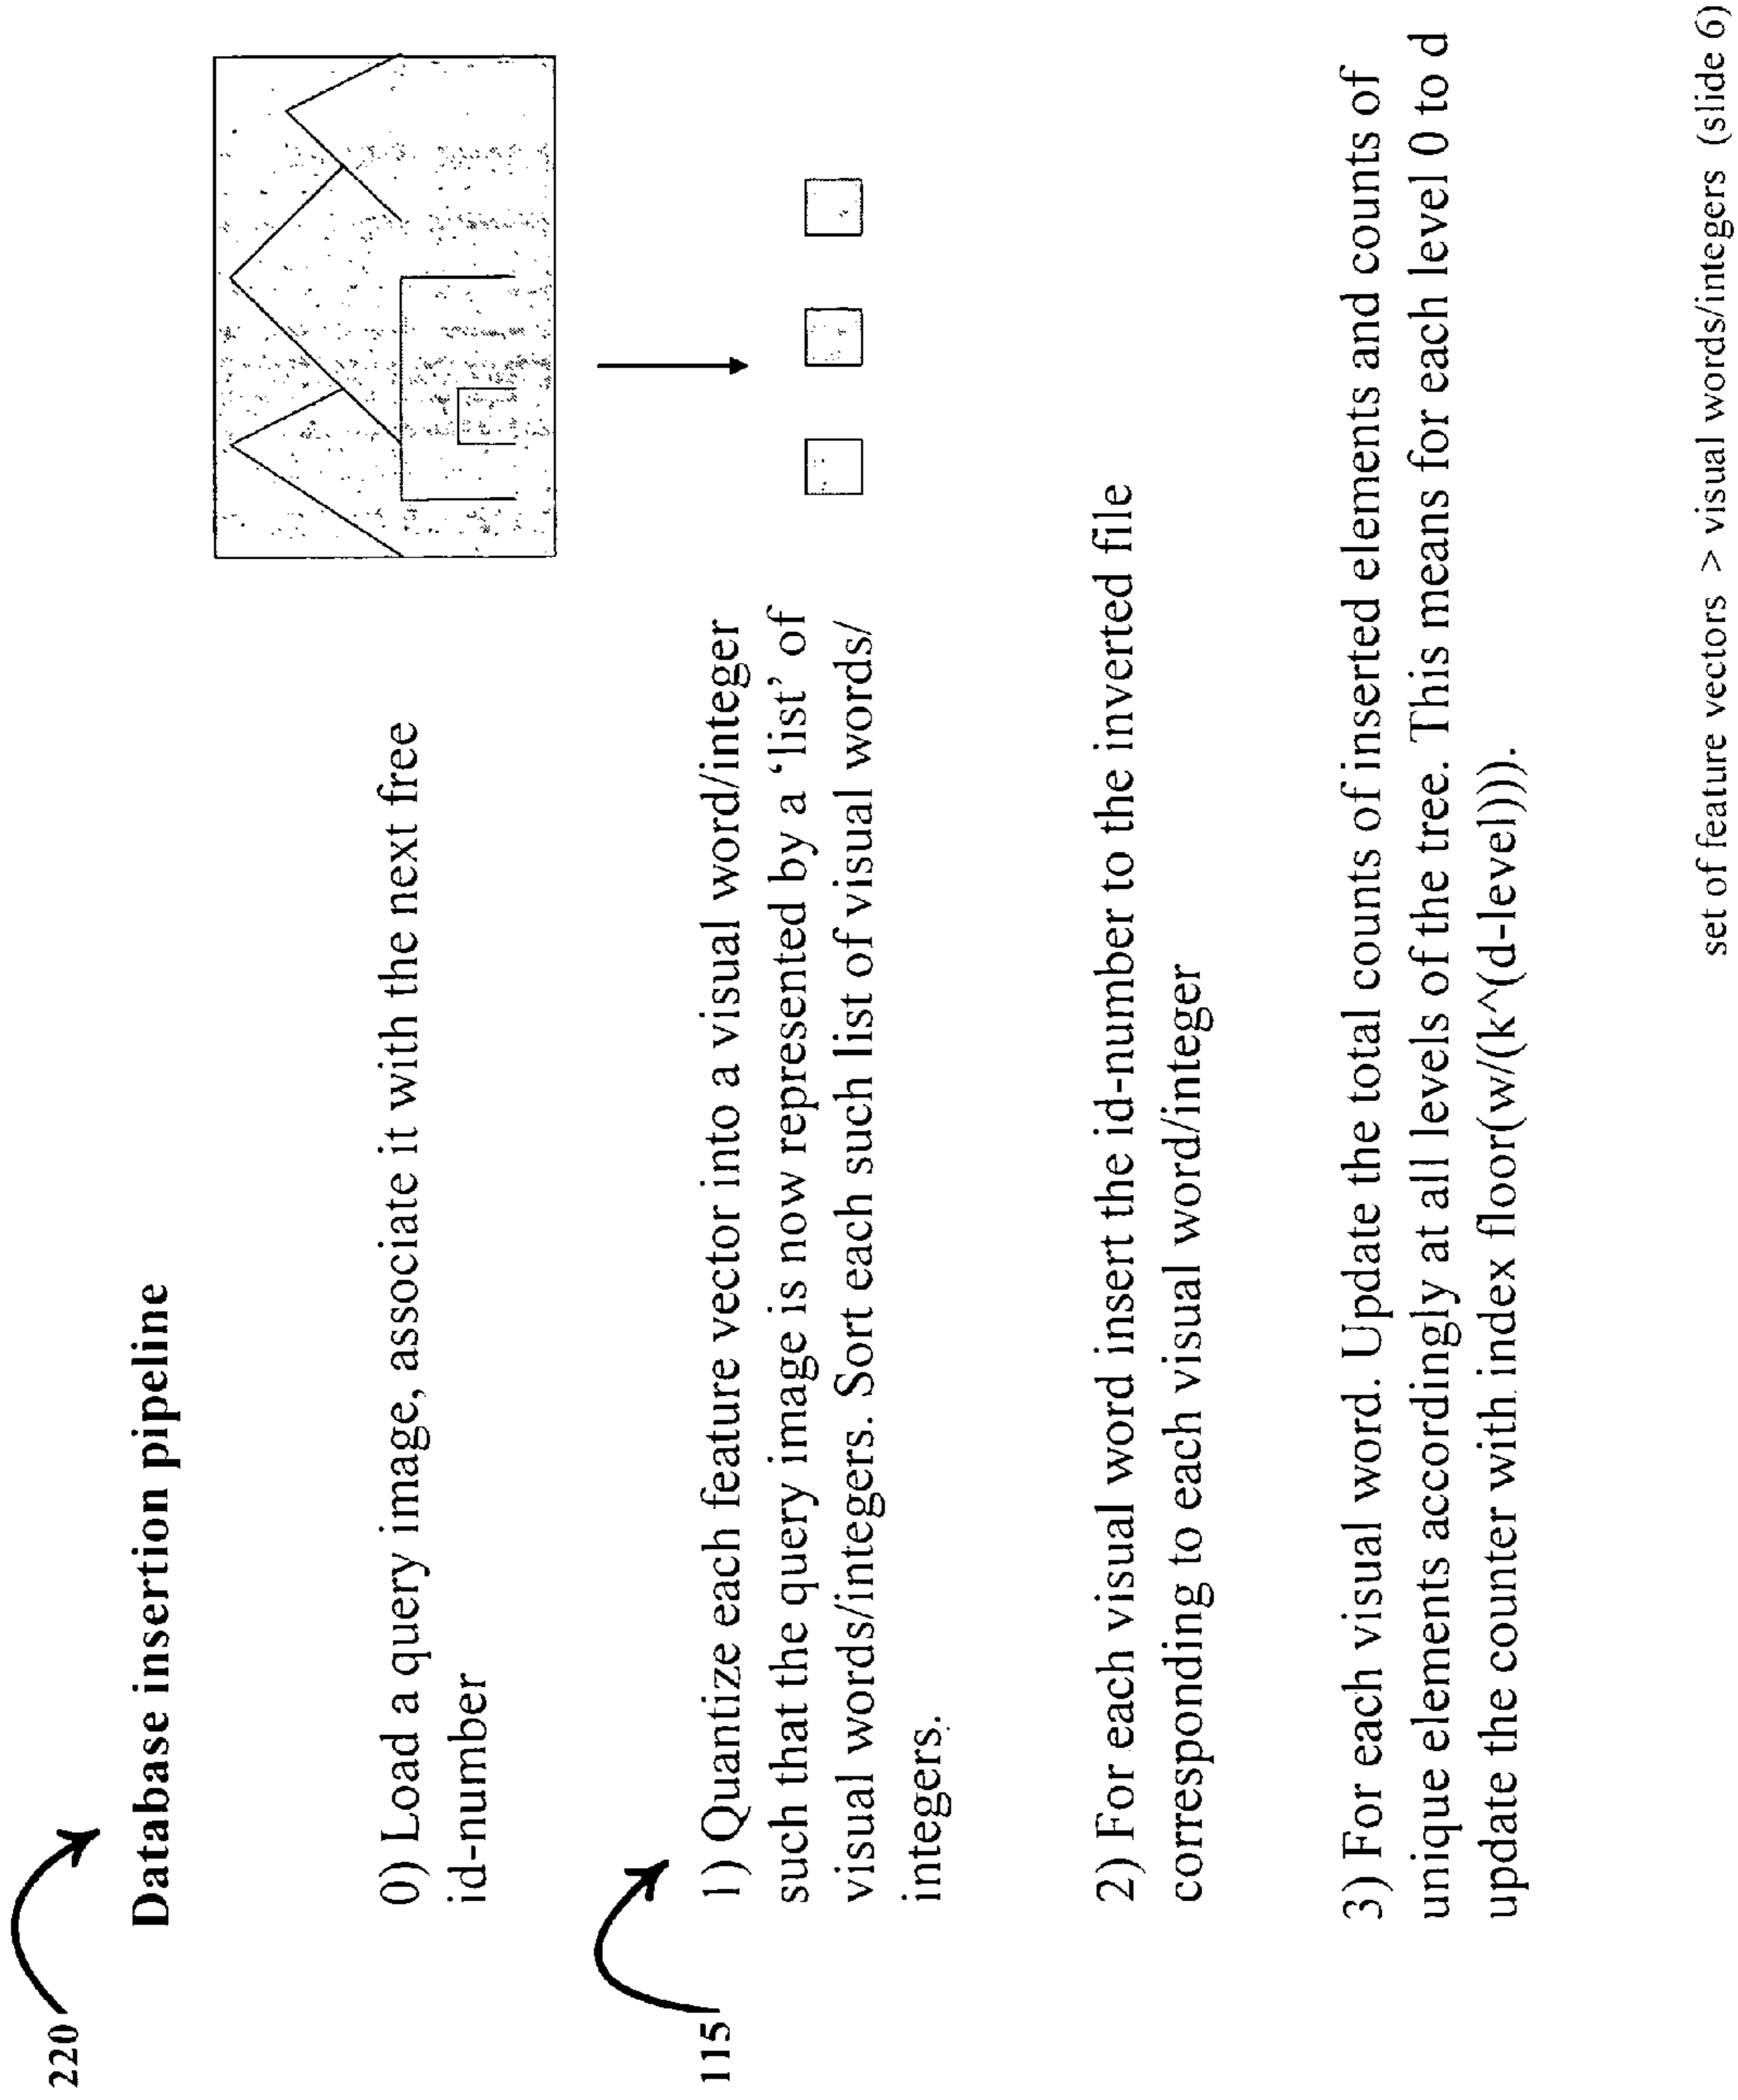 220
Database insertion pipeline
0) Load a query image, associate it with the next free
id-number
115
1) Quantize each feature vector into a visual word/integer
such that the query image is now represented by a ‘list’ of
visual words/integers. Sort each such list of visual words/
integers.
2) For each visual word insert the id-number to the inverted file
corresponding to each visual word/integer
3) For each visual word. Update the total counts of inserted elements and counts of
unique elements accordingly at all levels of the tree. This means for each level 0 to d
update the counter with index floor(w/(k^(d-level)))).
set of feature vectors > visual words/integers (slide 6)